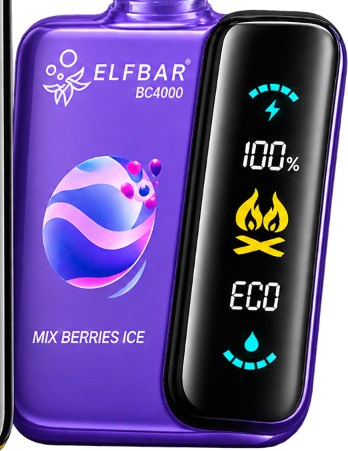 ELFBAR®
BC4000
100%
ECO
MIX BERRIES ICE